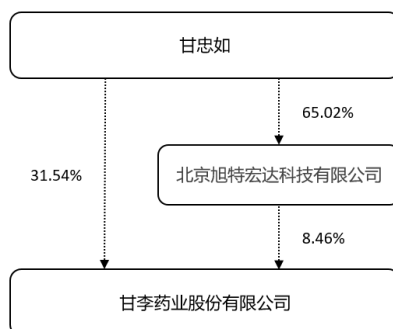 甘忠如
65.02%
北京旭特宏达科技有限公司
31.54%
8.46%
甘李药业股份有限公司